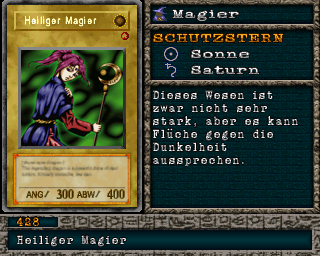 Heiliger Magier
ANG/ 300 ABW/ 400
Magier
SCHUTZSTERN
Sonne
Saturn
Dieses Wesen ist
zwar nicht sehr
stark, aber es kann
Flüche gegen die
Dunkelheit
aussprechen.
428
Heiliger Magier